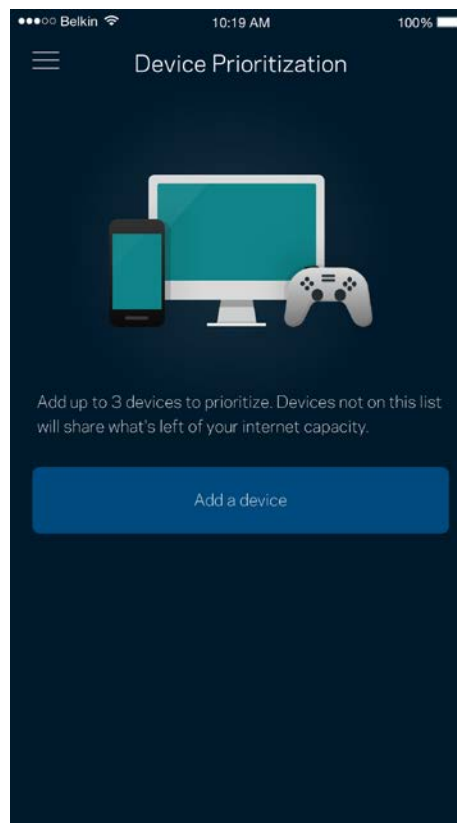 Belkin 10:19 AM 100%
Device Prioritization
Add up to 3 devices to prioritize. Devices not on this list
will share what's left of your internet capacity.
Add a device